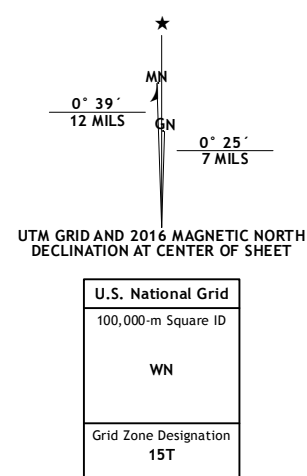 ★
MN
0° 39´
12 MILS
GN
0° 25´
7 MILS
UTM GRID AND 2016 MAGNETIC NORTH
DECLINATION AT CENTER OF SHEET
U.S. National Grid
100,000-m Square ID
WN
Grid Zone Designation
15T